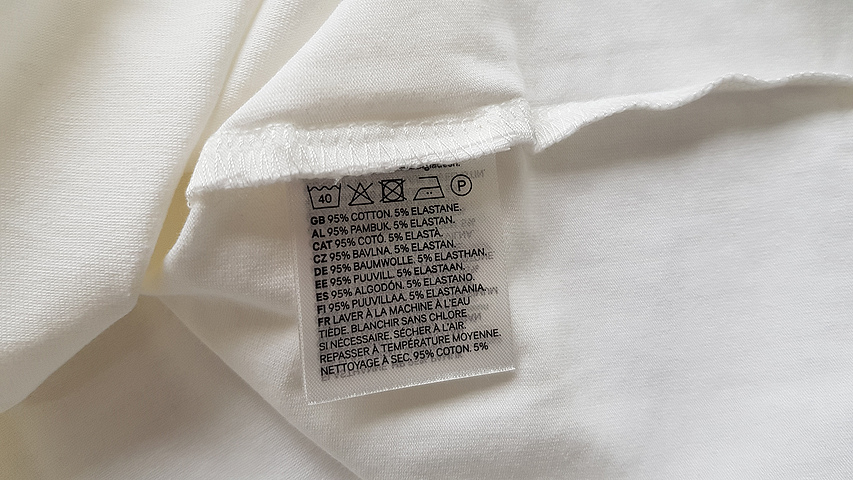 40 P
GB 95% COTTON. 5% ELASTANE.
AL 95% PAMBUK. 5% ELASTAN.
CAT 95% COTÓ. 5% ELASTÀ.
CZ 95% BAVLNA. 5% ELASTAN.
DE 95% BAUMWOLLE. 5% ELASTHAN.
EE 95% PUUVILL. 5% ELASTAAN.
ES 95% ALGODÓN. 5% ELASTANO.
FI 95% PUUVILLAA. 5% ELASTAANIA.
FR LAVER À LA MACHINE À L'EAU
TIÈDE. BLANCHIR SANS CHLORE
SI NÉCESSAIRE. SÉCHER À L'AIR.
REPASSER À TEMPÉRATURE MOYENNE.
NETTOYAGE À SEC. 95% COTON. 5%